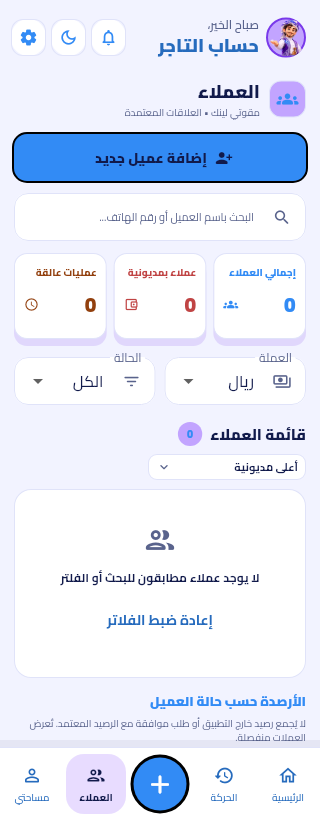 صباح الخير،
حساب التاجر
العملاء
مقوتي لينك • العلاقات المعتمدة
إضافة عميل جديد
البحث باسم العميل أو رقم الهاتف...
إجمالي العملاء
0
عملاء بمديونية
0
عمليات عالقة
0
العملة
ريال
الحالة
الكل
قائمة العملاء
0
أعلى مديونية
لا يوجد عملاء مطابقون للبحث أو الفلتر
إعادة ضبط الفلاتر
الأرصدة حسب حالة العميل
لا يُجمع رصيد خارج التطبيق أو طلب موافقة مع الرصيد المعتمد. تُعرض
العملات منفصلة.
الرئيسية
الحركة
العملاء
مساحتي